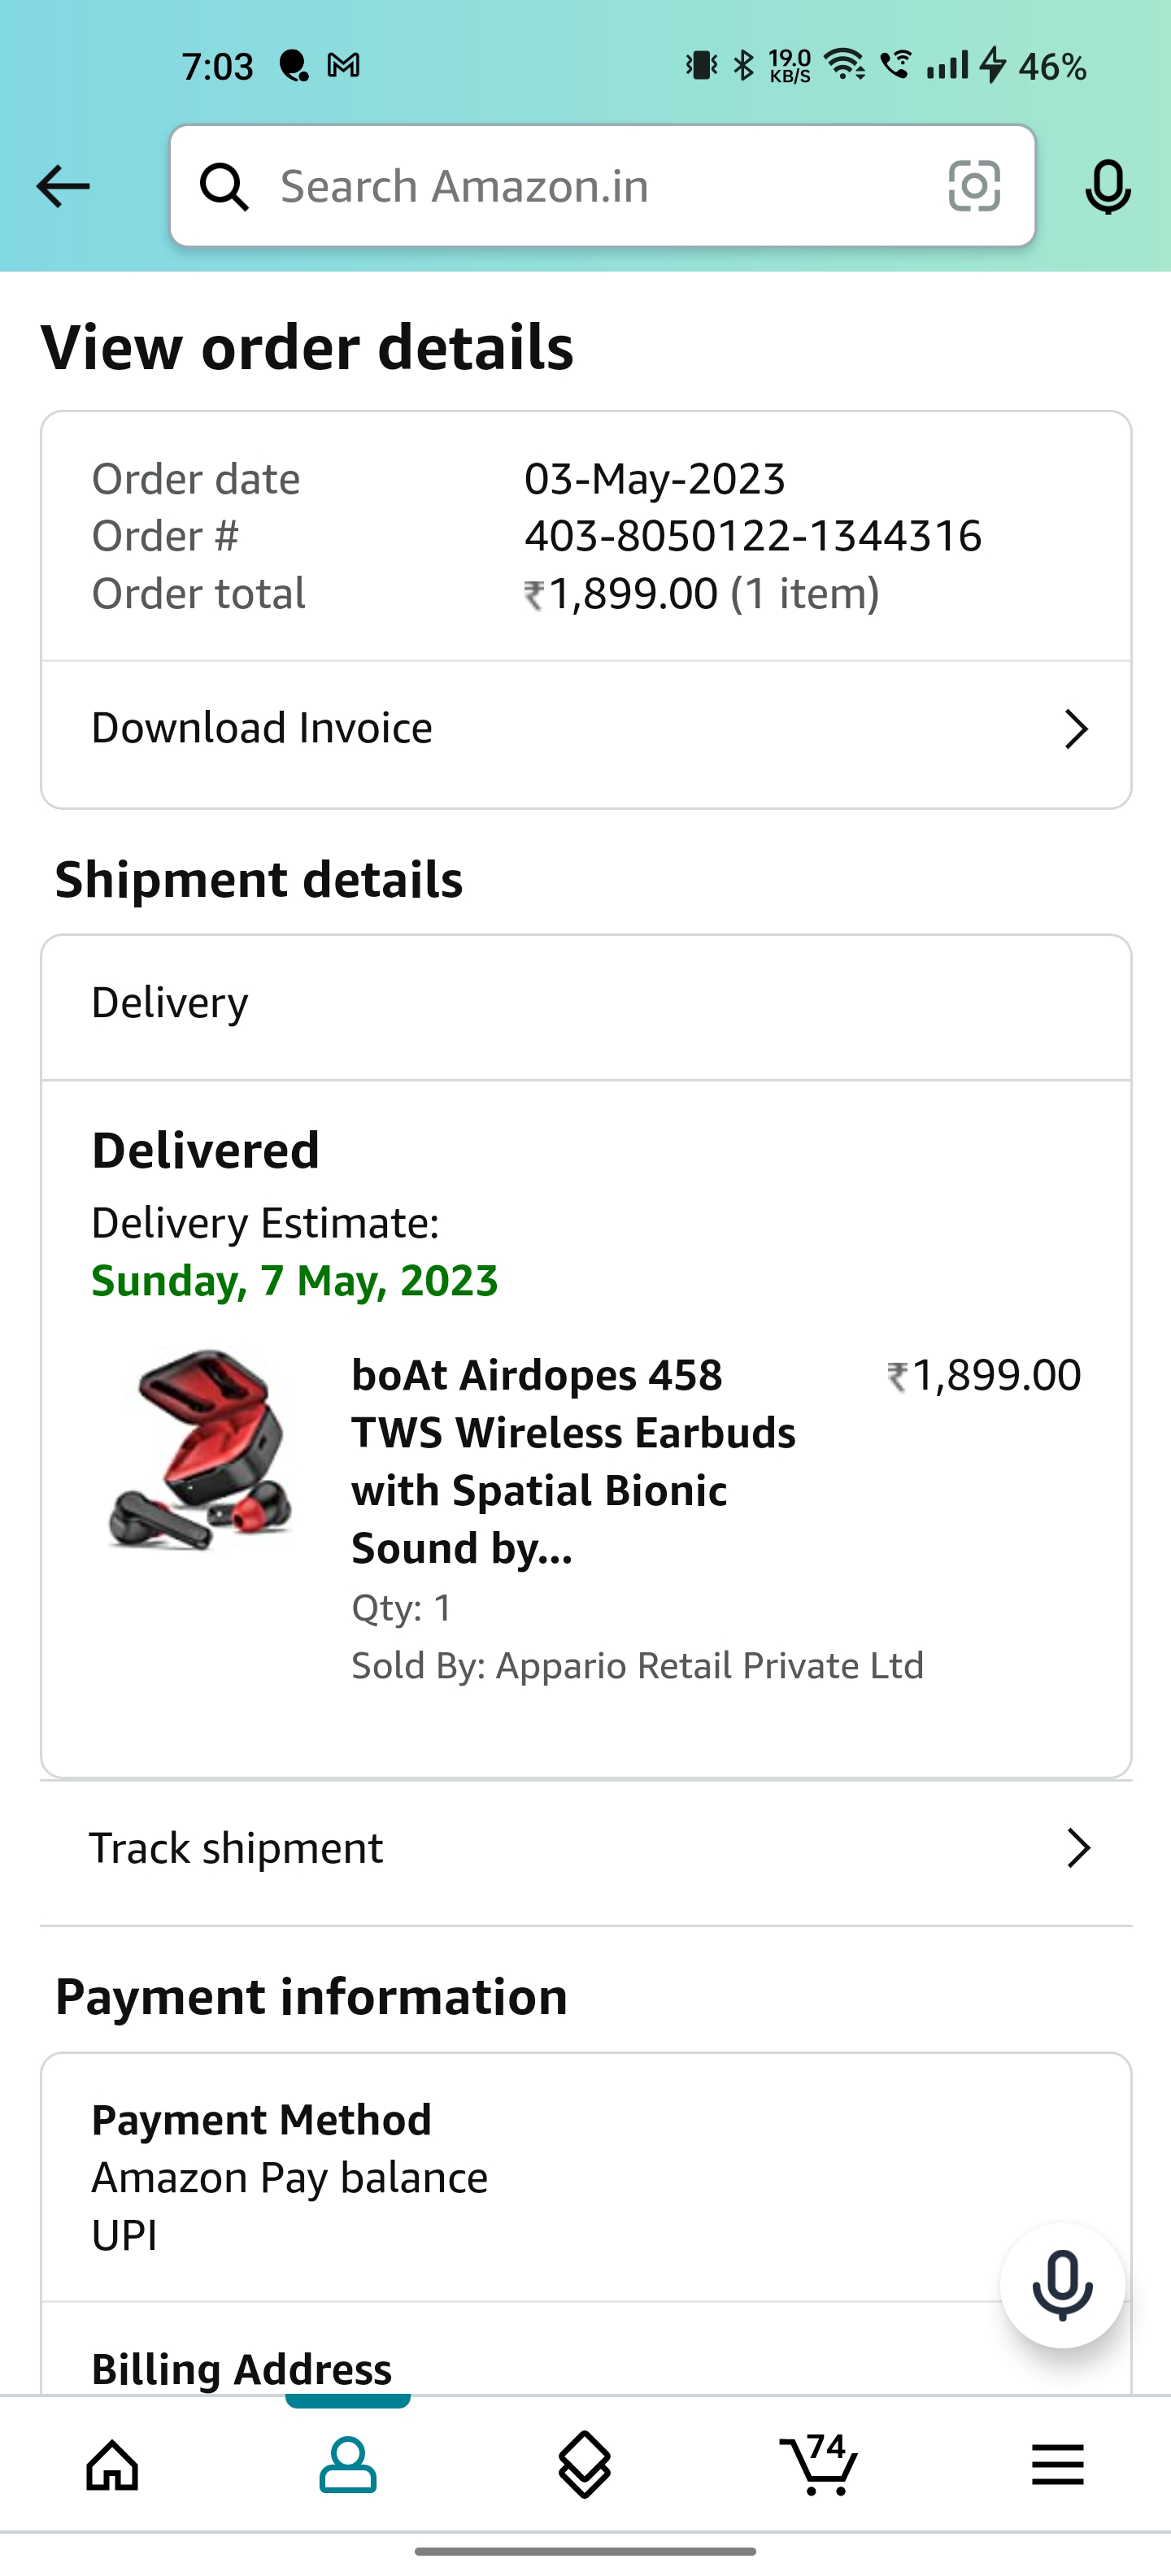 7:03
19.0
KB/S
46%
Search Amazon.in
View order details
Order date 03-May-2023
Order # 403-8050122-1344316
Order total ₹1,899.00 (1 item)
Download Invoice
Shipment details
Delivery
Delivered
Delivery Estimate:
Sunday, 7 May, 2023
boAt Airdopes 458 ₹1,899.00
TWS Wireless Earbuds
with Spatial Bionic
Sound by...
Qty: 1
Sold By: Appario Retail Private Ltd
Track shipment
Payment information
Payment Method
Amazon Pay balance
UPI
Billing Address
74